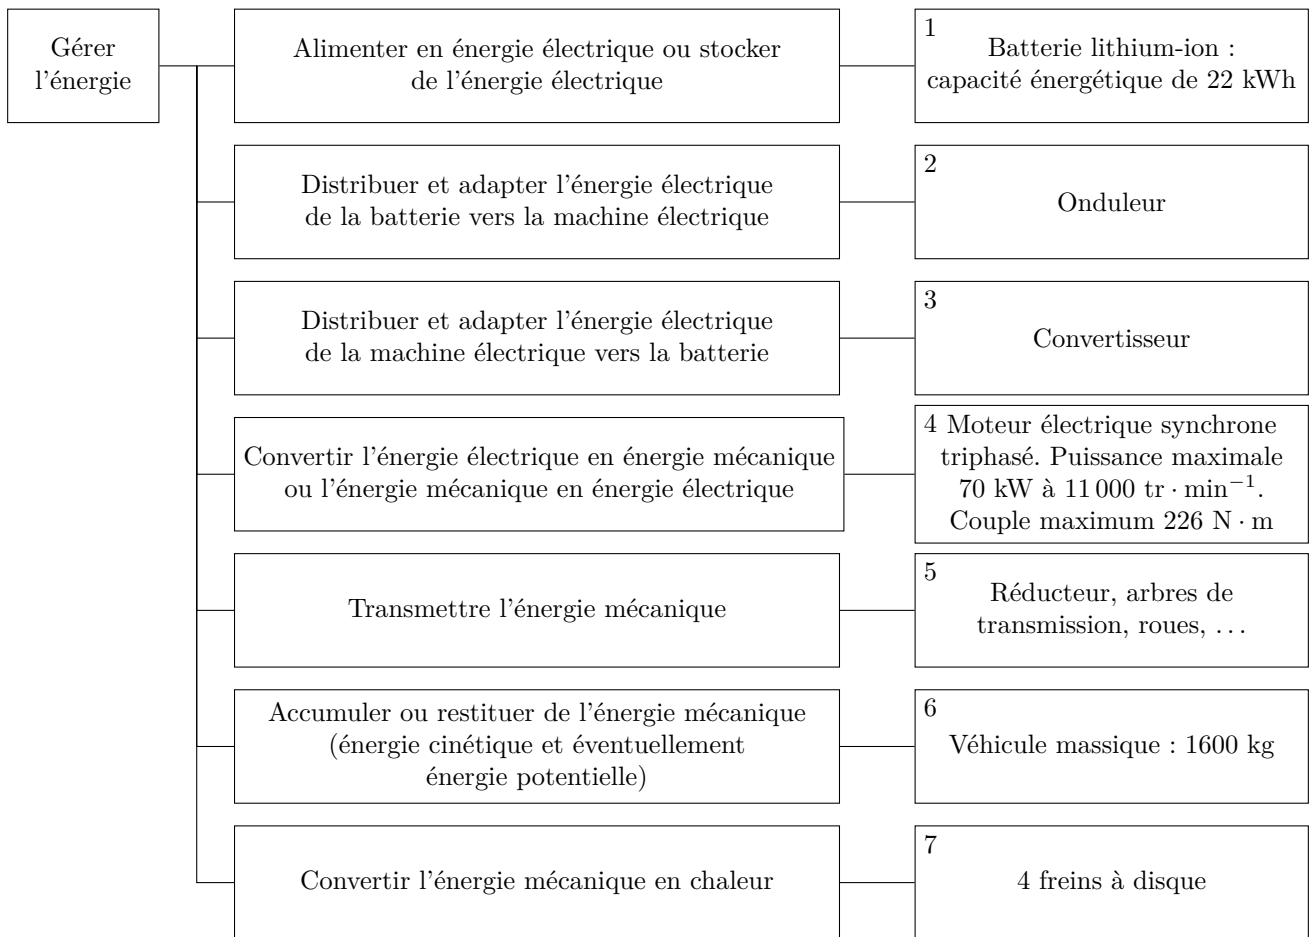 Gérer
l'énergie
Alimenter en énergie électrique ou stocker
de l'énergie électrique
1
Batterie lithium-ion :
capacité énergétique de 22 kWh
Distribuer et adapter l'énergie électrique
de la batterie vers la machine électrique
2
Onduleur
Distribuer et adapter l'énergie électrique
de la machine électrique vers la batterie
3
Convertisseur
Convertir l'énergie électrique en énergie mécanique
ou l'énergie mécanique en énergie électrique
4 Moteur électrique synchrone
triphasé. Puissance maximale
70 kW à 11 000 tr · min⁻¹.
Couple maximum 226 N · m
Transmettre l'énergie mécanique
5
Réducteur, arbres de
transmission, roues, …
Accumuler ou restituer de l'énergie mécanique
(énergie cinétique et éventuellement
énergie potentielle)
6
Véhicule massique : 1600 kg
Convertir l'énergie mécanique en chaleur
7
4 freins à disque